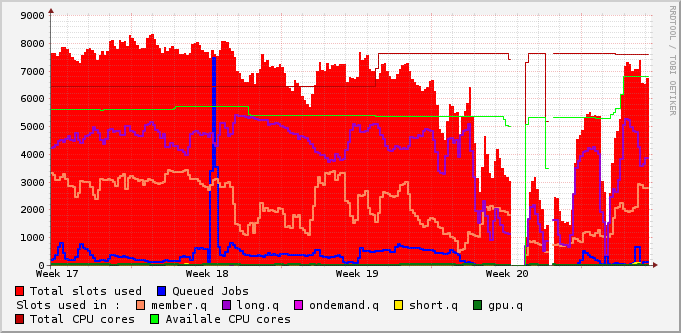 9000
8000
7000
6000
5000
4000
3000
2000
1000
0
Week 17 Week 18 Week 19 Week 20
Total slots used Queued Jobs
Slots used in : member.q long.q ondemand.q short.q gpu.q
Total CPU cores Availale CPU cores
RRDTOOL / TOBI OETIKER